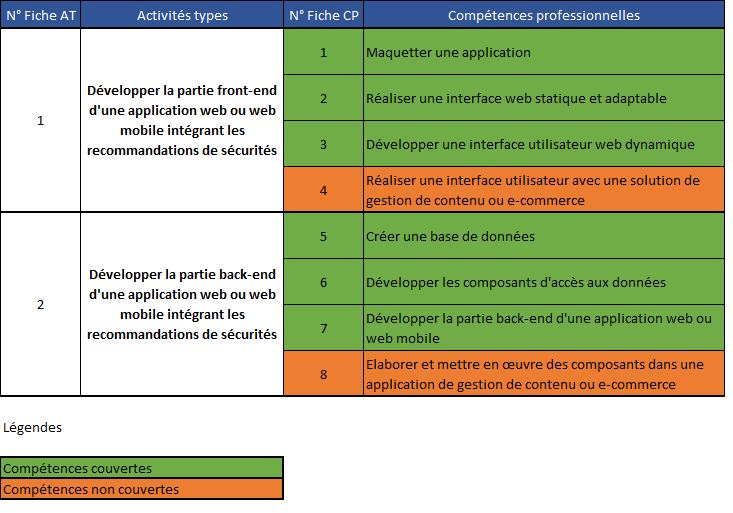 N° Fiche AT Activités types N° Fiche CP Compétences professionnelles
1
Développer la partie front-end
d'une application web ou web
mobile intégrant les
recommandations de sécurités
1 Maquetter une application
2 Réaliser une interface web statique et adaptable
3 Développer une interface utilisateur web dynamique
4 Réaliser une interface utilisateur avec une solution de
gestion de contenu ou e-commerce
2
Développer la partie back-end
d'une application web ou web
mobile intégrant les
recommandations de sécurités
5 Créer une base de données
6 Développer les composants d'accès aux données
7 Développer la partie back-end d'une application web ou
web mobile
8 Elaborer et mettre en œuvre des composants dans une
application de gestion de contenu ou e-commerce
Légendes
Compétences couvertes
Compétences non couvertes